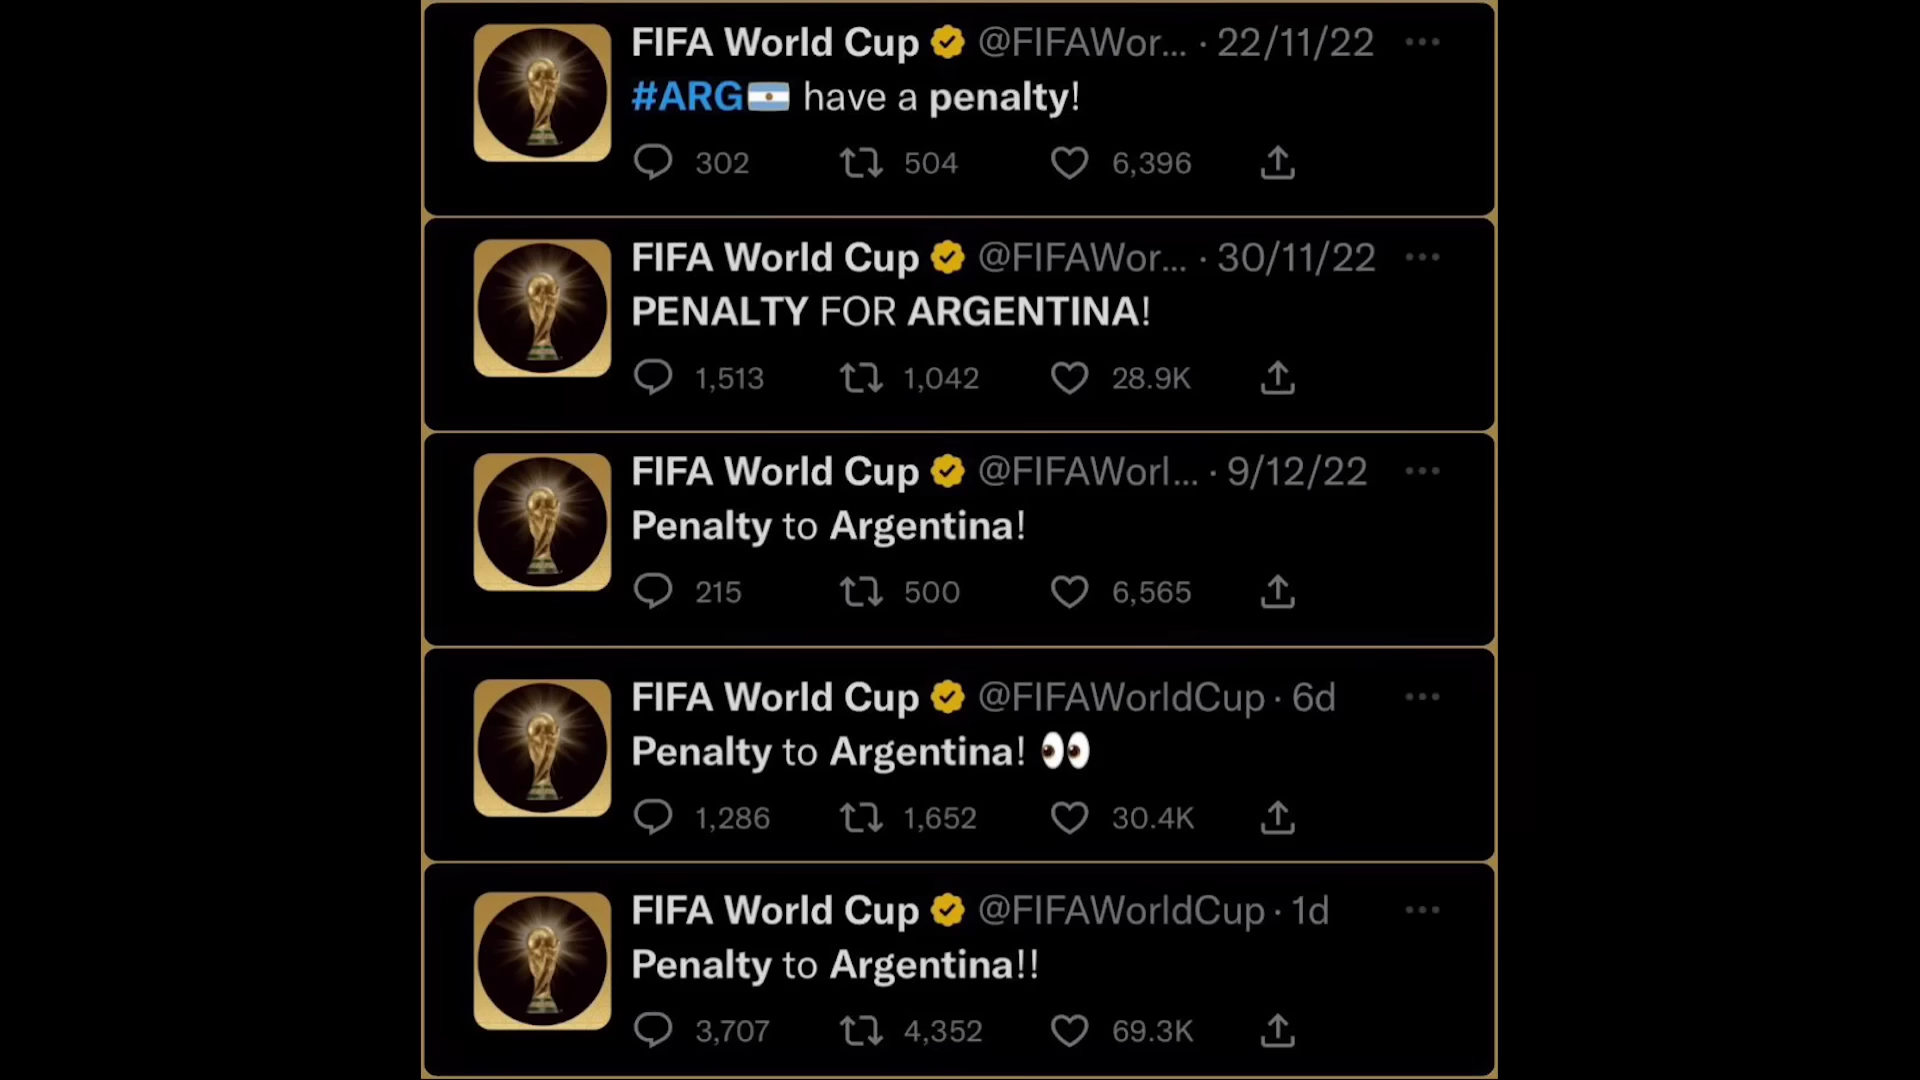 FIFA World Cup @FIFAWor... · 22/11/22
#ARG🇦🇷 have a penalty!
302 504 6,396
FIFA World Cup @FIFAWor... · 30/11/22
PENALTY FOR ARGENTINA!
1,513 1,042 28.9K
FIFA World Cup @FIFAWorl... · 9/12/22
Penalty to Argentina!
215 500 6,565
FIFA World Cup @FIFAWorldCup · 6d
Penalty to Argentina! 👀
1,286 1,652 30.4K
FIFA World Cup @FIFAWorldCup · 1d
Penalty to Argentina!!
3,707 4,352 69.3K